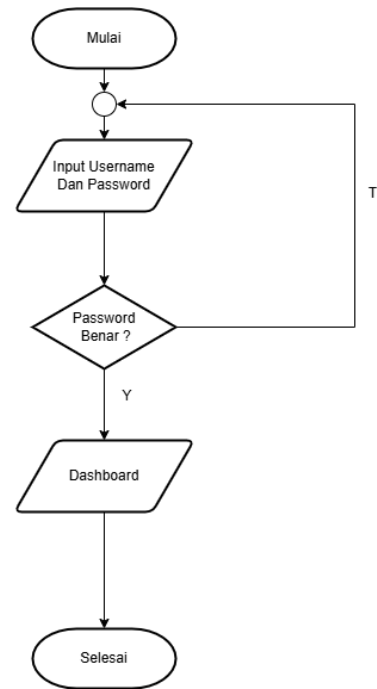 Mulai
Input Username
Dan Password
T
Password
Benar ?
Y
Dashboard
Selesai